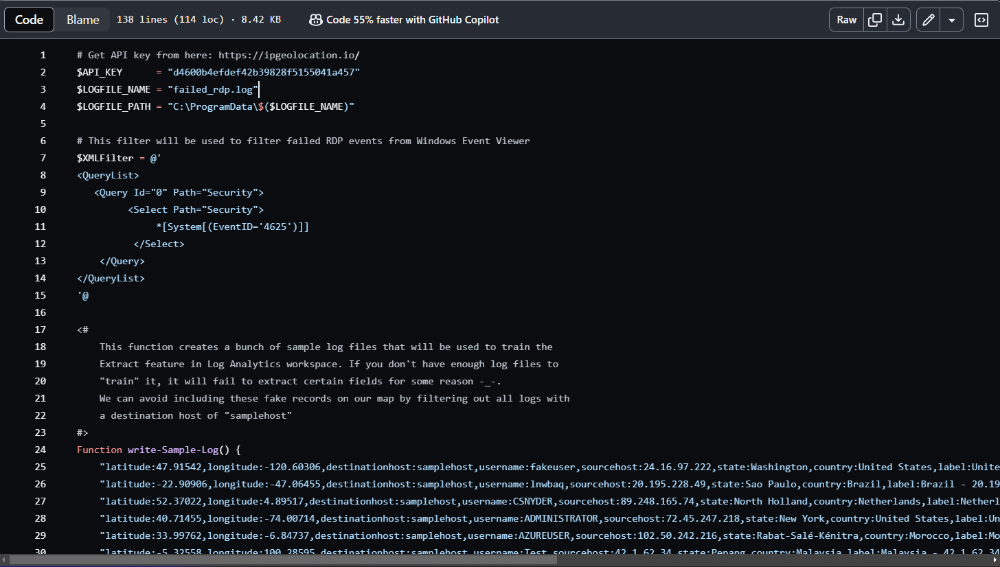 Code Blame 138 lines (114 loc) · 8.42 KB Code 55% faster with GitHub Copilot Raw
1 # Get API key from here: https://ipgeolocation.io/
2 $API_KEY = "d4600b4efdef42b39828f5155041a457"
3 $LOGFILE_NAME = "failed_rdp.log"
4 $LOGFILE_PATH = "C:\ProgramData\$($LOGFILE_NAME)"
5
6 # This filter will be used to filter failed RDP events from Windows Event Viewer
7 $XMLFilter = @'
8 <QueryList>
9 <Query Id="0" Path="Security">
10 <Select Path="Security">
11 *[System[(EventID='4625')]]
12 </Select>
13 </Query>
14 </QueryList>
15 '@
16
17 <#
18 This function creates a bunch of sample log files that will be used to train the
19 Extract feature in Log Analytics workspace. If you don't have enough log files to
20 "train" it, it will fail to extract certain fields for some reason -_-.
21 We can avoid including these fake records on our map by filtering out all logs with
22 a destination host of "samplehost"
23 #>
24 Function write-Sample-Log() {
25 "latitude:47.91542,longitude:-120.60306,destinationhost:samplehost,username:fakeuser,sourcehost:24.16.97.222,state:Washington,country:United States,label:Unite
26 "latitude:-22.90906,longitude:-47.06455,destinationhost:samplehost,username:lnwbaq,sourcehost:20.195.228.49,state:Sao Paulo,country:Brazil,label:Brazil - 20.19
27 "latitude:52.37022,longitude:4.89517,destinationhost:samplehost,username:CSNYDER,sourcehost:89.248.165.74,state:North Holland,country:Netherlands,label:Netherl
28 "latitude:40.71455,longitude:-74.00714,destinationhost:samplehost,username:ADMINISTRATOR,sourcehost:72.45.247.218,state:New York,country:United States,label:Un
29 "latitude:33.99762,longitude:-6.84737,destinationhost:samplehost,username:AZUREUSER,sourcehost:102.50.242.216,state:Rabat-Salé-Kénitra,country:Morocco,label:Mo
30 "latitude:-5.32558,longitude:100.28595,destinationhost:samplehost,username:Test,sourcehost:42.1.62.34,state:Penang,country:Malaysia,label:Malaysia - 42.1.62.34